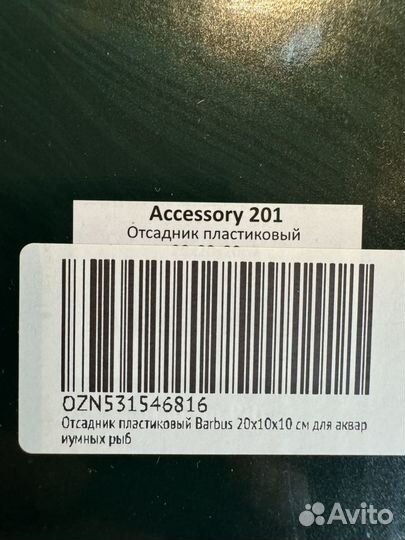 Accessory 201
Отсадник пластиковый
OZN531546816
Отсадник пластиковый Barbus 20x10x10 см для аквар
иумных рыб
Avito